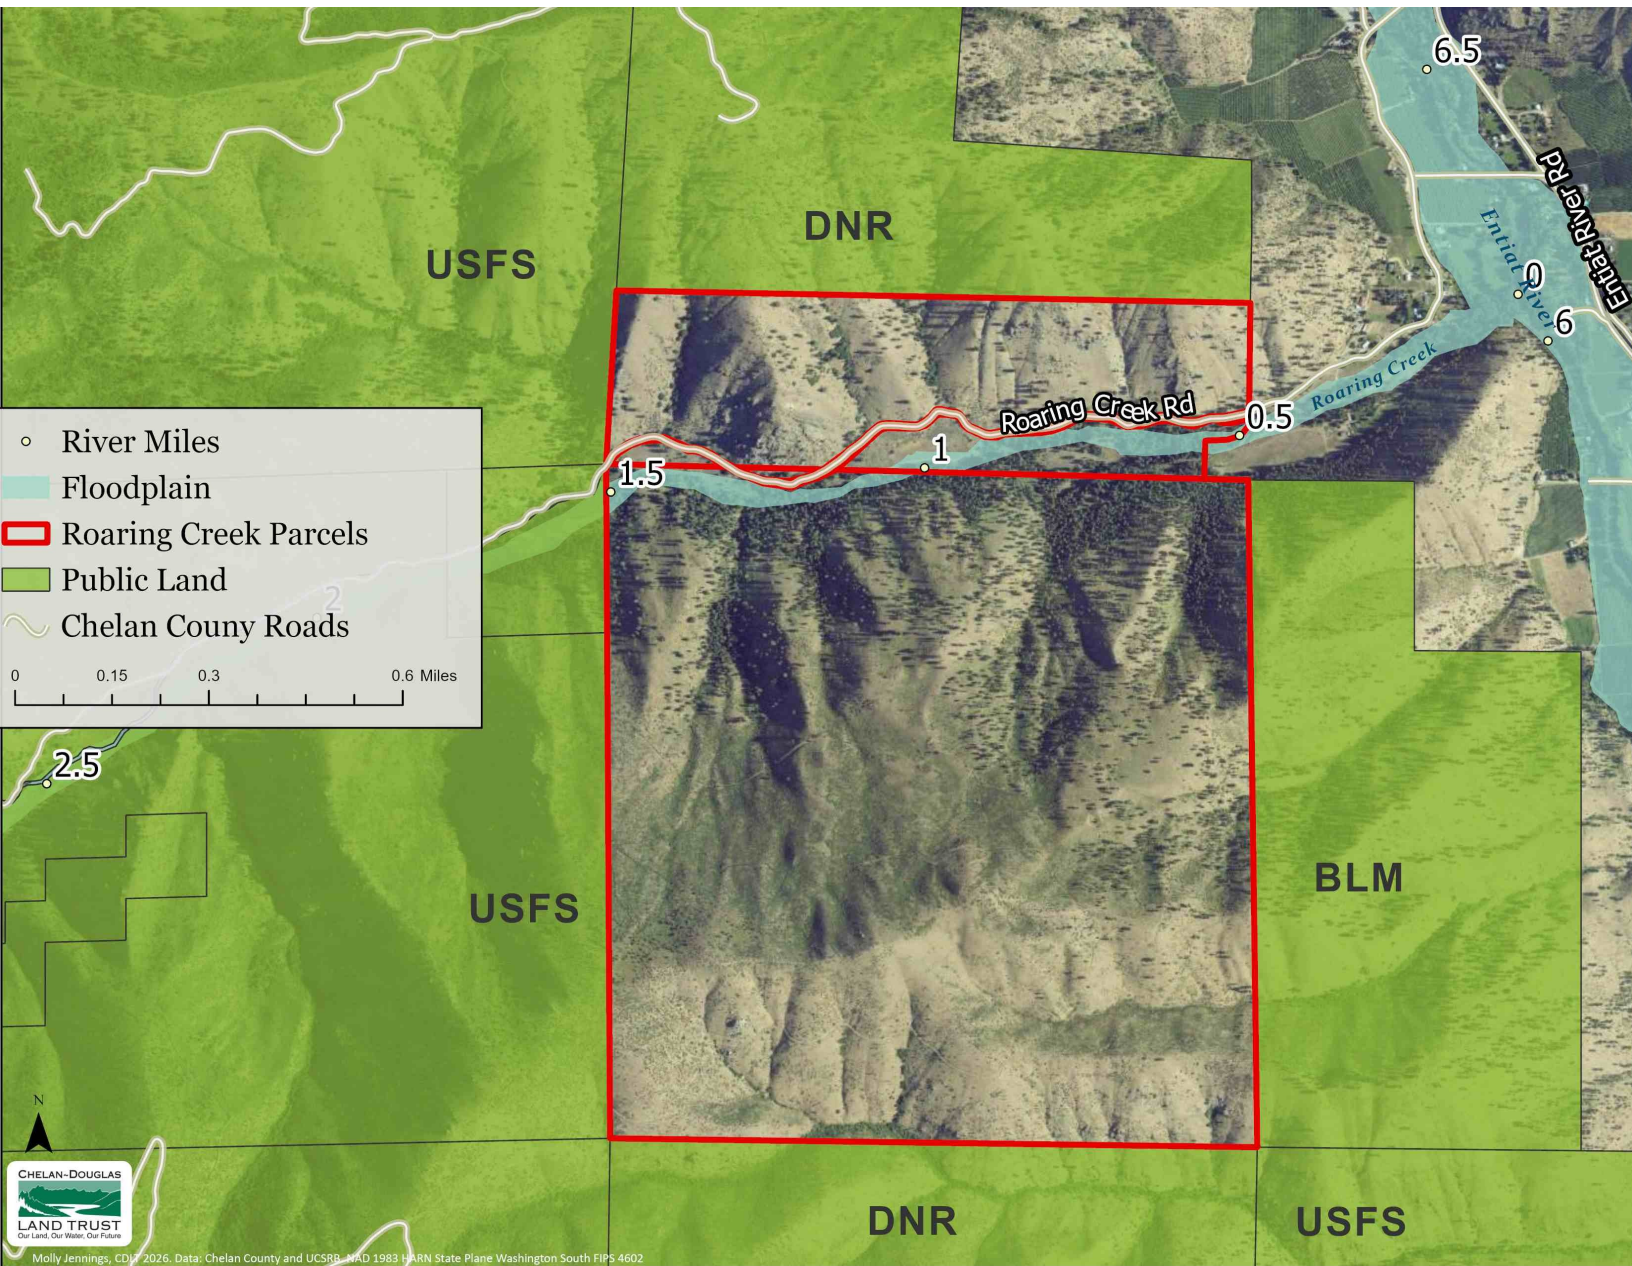 6.5
Entiat River Rd
DNR
USFS
Entiat River
0
6
Roaring Creek
Roaring Creek Rd
0.5
1
1.5
River Miles
Floodplain
Roaring Creek Parcels
Public Land
2
Chelan Couny Roads
0 0.15 0.3 0.6 Miles
2.5
USFS
BLM
N
CHELAN~DOUGLAS
LAND TRUST
Our Land, Our Water, Our Future
DNR
USFS
Molly Jennings, CDLT 2026. Data: Chelan County and UCSRB. NAD 1983 HARN State Plane Washington South FIPS 4602